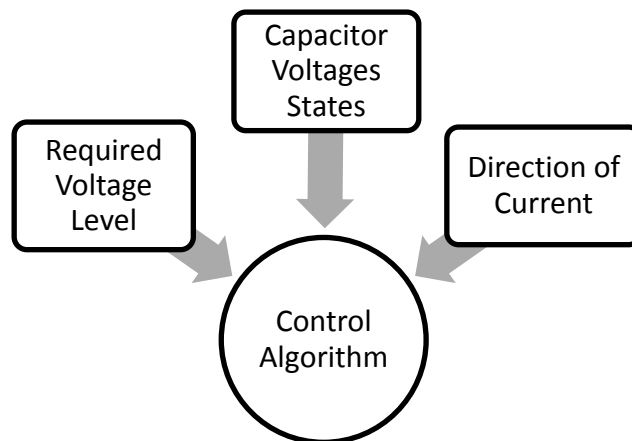 Capacitor
Voltages
States
Required
Voltage
Level
Direction of
Current
Control
Algorithm